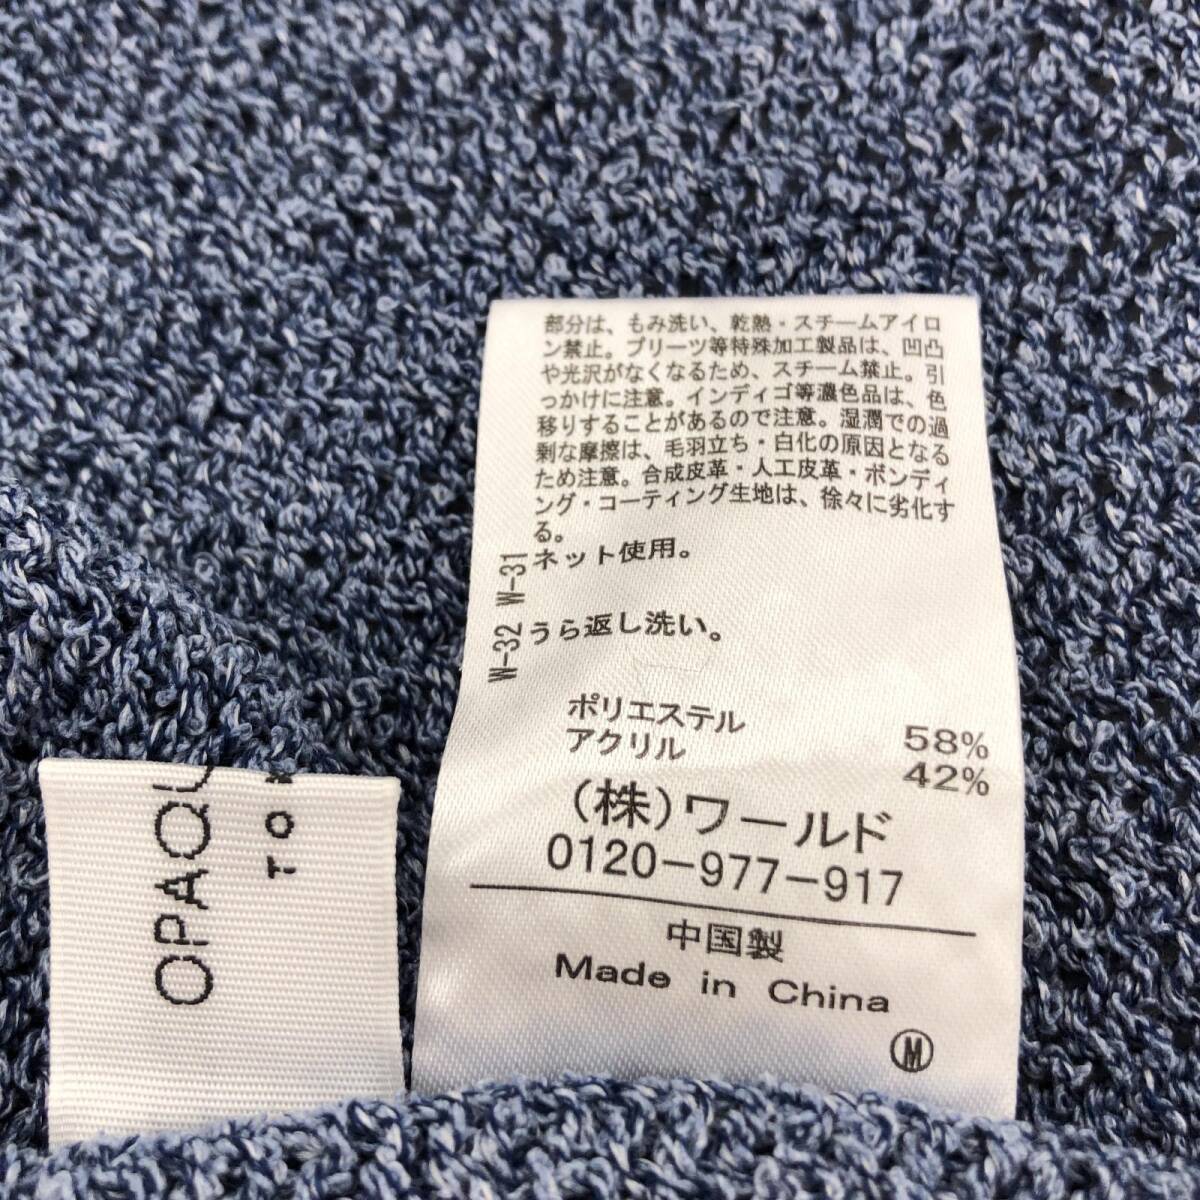 部分は、もみ洗い、乾熱・スチームアイロ
ン禁止。プリーツ等特殊加工製品は、凹凸
や光沢がなくなるため、スチーム禁止。引
っかけに注意。インディゴ等濃色品は、色
移りすることがあるので注意。湿潤での過
剰な摩擦は、毛羽立ち・白化の原因となる
ため注意。合成皮革・人工皮革・ボンディ
ング・コーティング生地は、徐々に劣化す
る。
W-31 ネット使用。
W-32 うら返し洗い。
ポリエステル 58%
アクリル 42%
(株)ワールド
0120-977-917
中国製
Made in China
M
OPAQU
TO